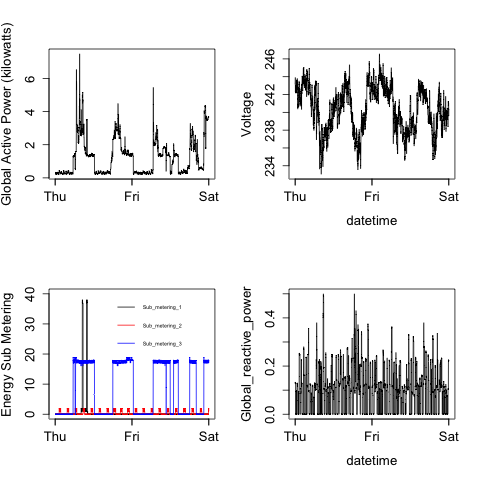 Global Active Power (kilowatts)
0 2 4 6
Thu Fri Sat
Voltage
234 238 242 246
Thu Fri Sat
datetime
Energy Sub Metering
0 10 20 30 40
Sub_metering_1
Sub_metering_2
Sub_metering_3
Thu Fri Sat
Global_reactive_power
0.0 0.2 0.4
Thu Fri Sat
datetime